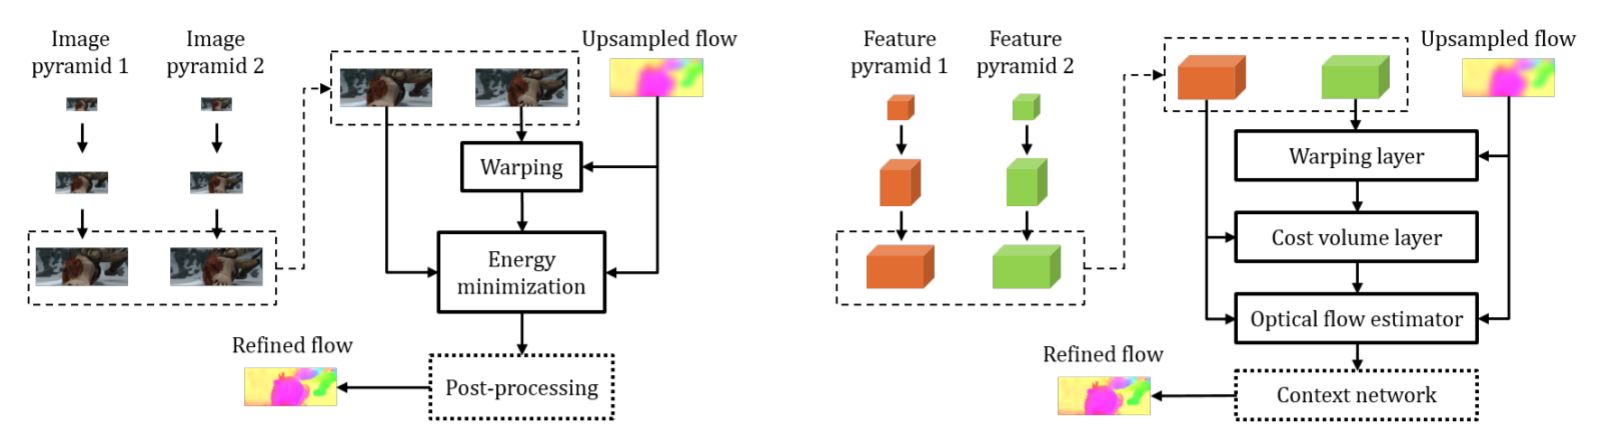 Image
pyramid 1
Image
pyramid 2
Upsampled flow
Warping
Energy
minimization
Refined flow
Post-processing
Feature
pyramid 1
Feature
pyramid 2
Upsampled flow
Warping layer
Cost volume layer
Optical flow estimator
Refined flow
Context network